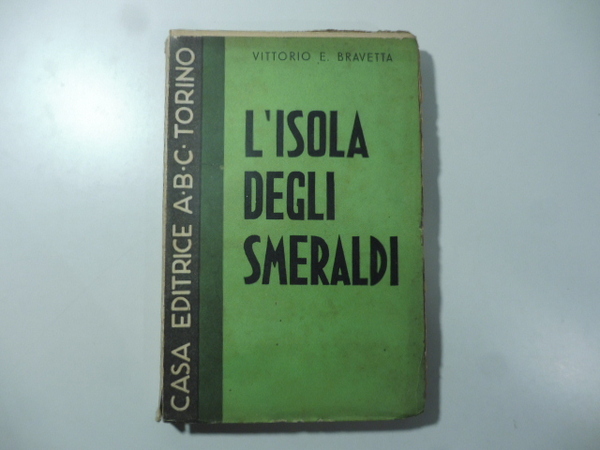 VITTORIO E. BRAVETTA
L'ISOLA
DEGLI
SMERALDI
CASA EDITRICE A·B·C·TORINO